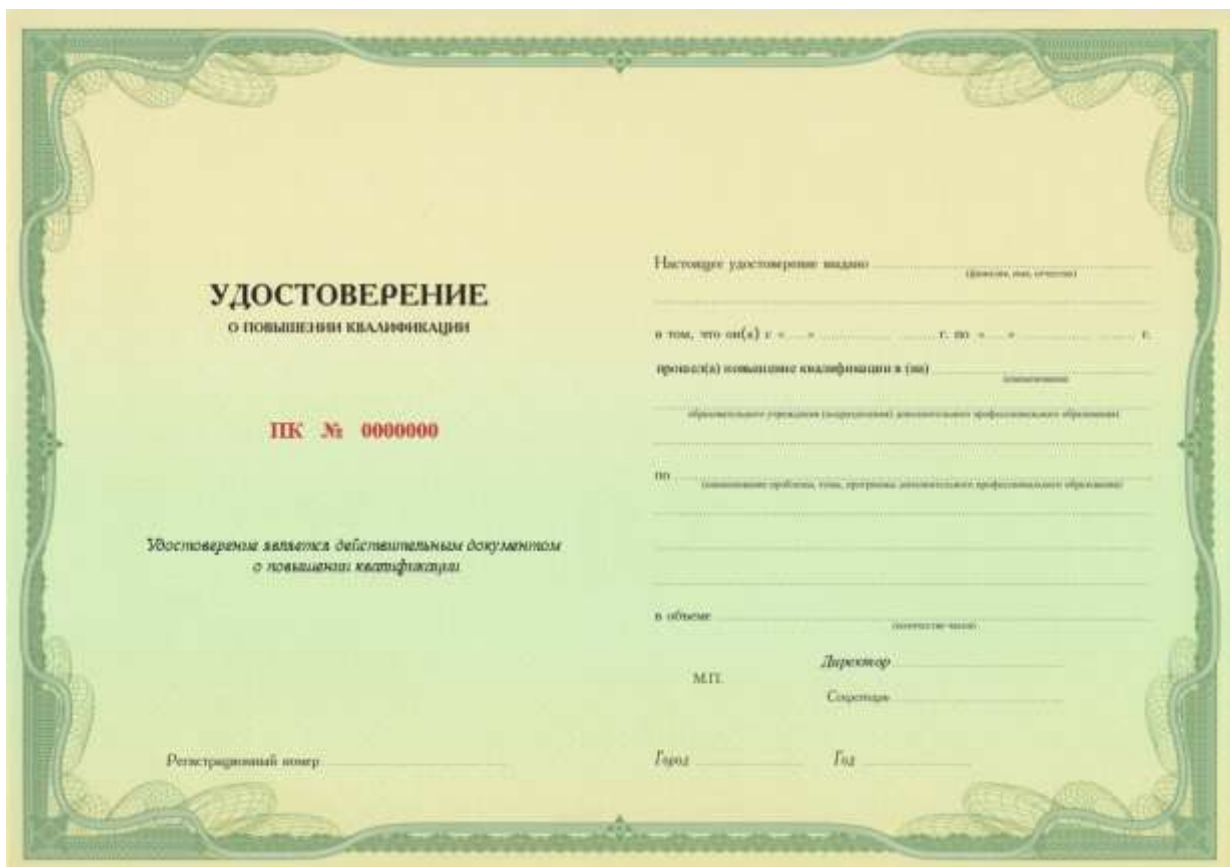 УДОСТОВЕРЕНИЕ
О ПОВЫШЕНИИ КВАЛИФИКАЦИИ
ПК № 0000000
Удостоверение является действительным документом
о повышении квалификации
Регистрационный номер
Настоящее удостоверение выдано
(фамилия, имя, отчество)
в том, что он(а) с « » г. по « » г.
прошел(а) повышение квалификации в (на)
(наименование)
образовательного учреждения (подразделения) дополнительного профессионального образования)
по
(наименование проблемы, темы, программы дополнительного профессионального образования)
в объеме
(количество часов)
Директор
М.П.
Секретарь
Город Год